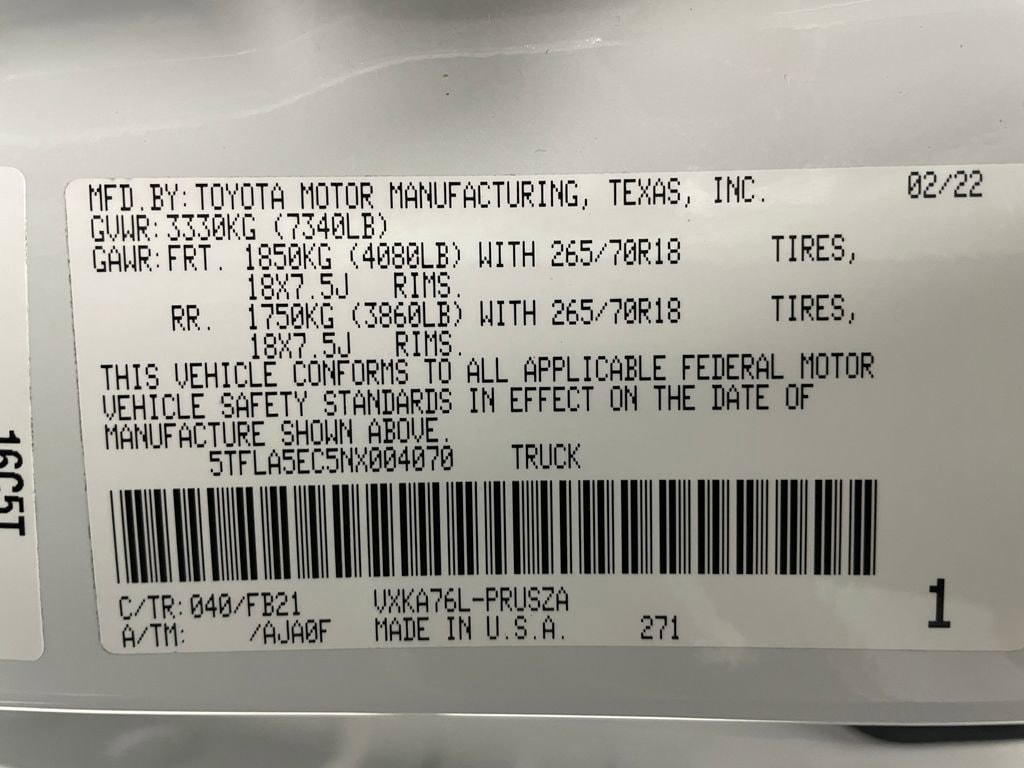 MFD.BY: TOYOTA MOTOR MANUFACTURING, TEXAS, INC. 02/22
GVWR: 3330KG (7340LB)
GAWR: FRT. 1850KG (4080LB) WITH 265/70R18 TIRES,
18X7.5J RIMS.
RR. 1750KG (3860LB) WITH 265/70R18 TIRES,
18X7.5J RIMS.
THIS VEHICLE CONFORMS TO ALL APPLICABLE FEDERAL MOTOR
VEHICLE SAFETY STANDARDS IN EFFECT ON THE DATE OF
MANUFACTURE SHOWN ABOVE.
5TFLA5EC5NX004070 TRUCK
C/TR: 040/FB21 VXKA76L-PRUSZA
A/TM: /AJA0F MADE IN U.S.A. 271
1